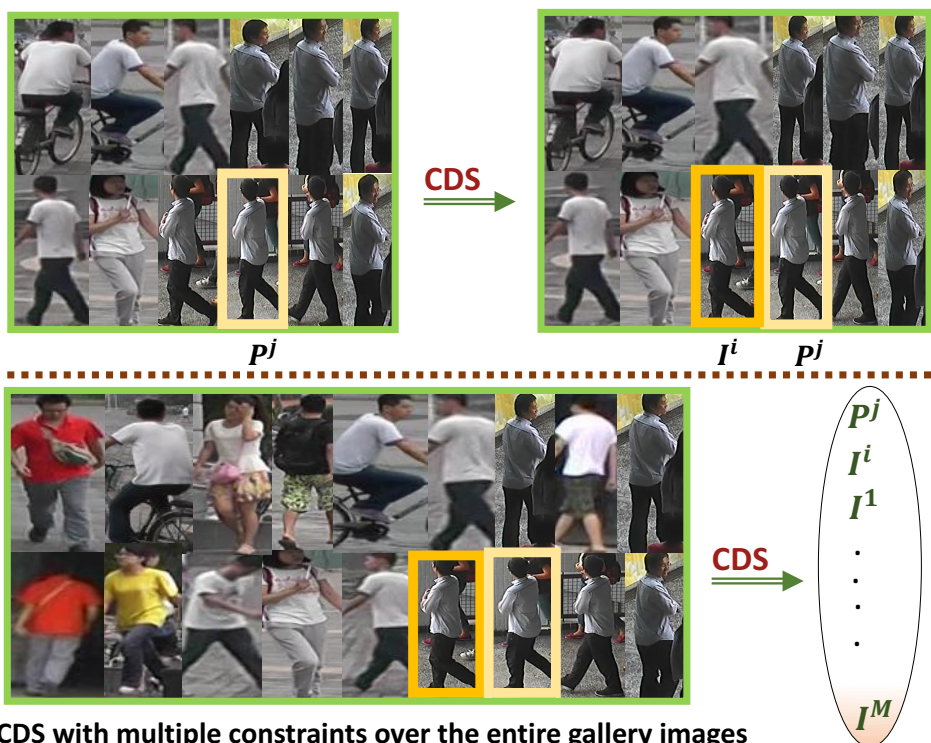 CDS
P^j
I^i P^j
P^j
I^i
I^1
CDS
.
.
.
.
I^M
CDS with multiple constraints over the entire gallery images